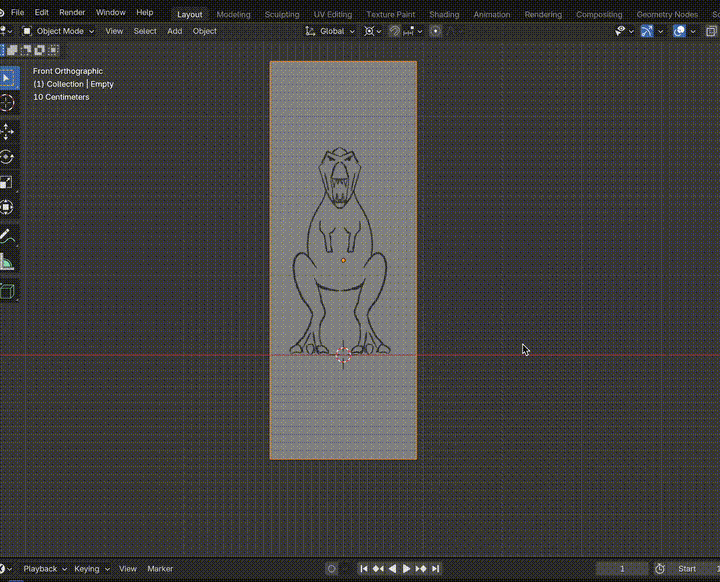 File Edit Render Window Help Layout Modeling Sculpting UV Editing Texture Paint Shading Animation Rendering Compositing Geometry Nodes
Object Mode View Select Add Object Global
Front Orthographic
(1) Collection | Empty
10 Centimeters
Playback Keying View Marker 1 Start